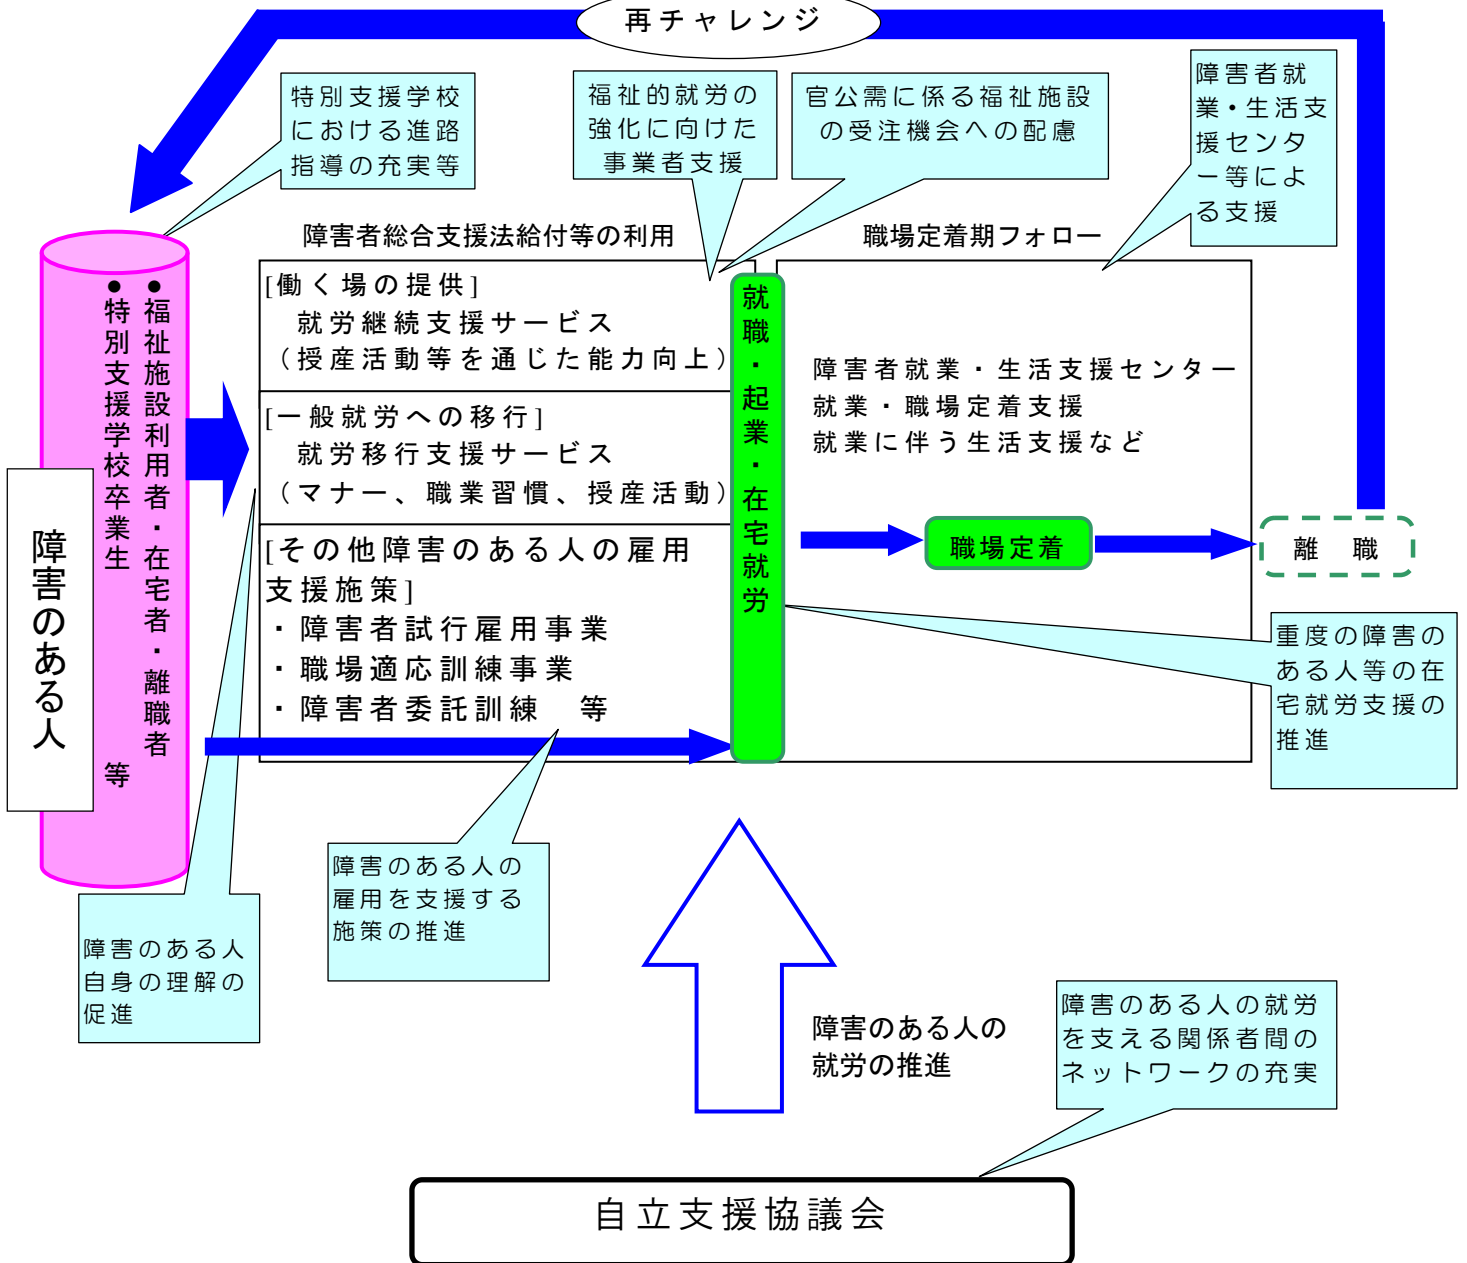 再チャレンジ
特別支援学校
における進路
指導の充実等
福祉的就労の
強化に向けた
事業者支援
官公需に係る福祉施設
の受注機会への配慮
障害者就
業・生活支
援センタ
ー等によ
る支援
障害者総合支援法給付等の利用
職場定着期フォロー
●福祉施設利用者・在宅者・離職者
●特別支援学校卒業生　等
障害のある人
[働く場の提供]
就労継続支援サービス
（授産活動等を通じた能力向上）
[一般就労への移行]
就労移行支援サービス
（マナー、職業習慣、授産活動）
[その他障害のある人の雇用
支援施策]
・障害者試行雇用事業
・職場適応訓練事業
・障害者委託訓練　等
就職・起業・在宅就労
障害者就業・生活支援センター
就業・職場定着支援
就業に伴う生活支援など
職場定着
離　職
重度の障害の
ある人等の在
宅就労支援の
推進
障害のある人
自身の理解の
促進
障害のある人の
雇用を支援する
施策の推進
障害のある人の
就労の推進
障害のある人の就労
を支える関係者間の
ネットワークの充実
自立支援協議会